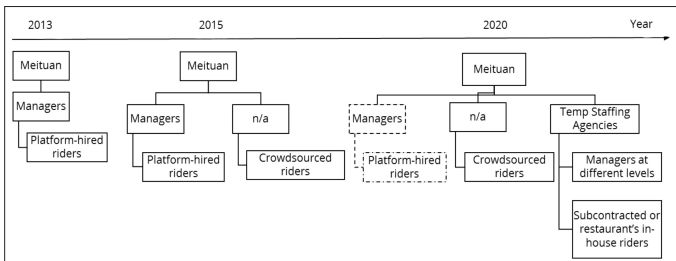 2013 2015 2020 Year
Meituan Meituan Meituan
Managers Managers n/a Managers n/a Temp Staffing
Agencies
Platform-hired
riders
Platform-hired
riders
Crowdsourced
riders
Platform-hired
riders
Crowdsourced
riders
Managers at
different levels
Subcontracted or
restaurant's in-
house riders